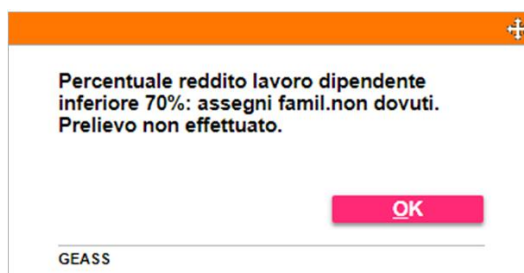 Percentuale reddito lavoro dipendente
inferiore 70%: assegni famil.non dovuti.
Prelievo non effettuato.
OK
GEASS